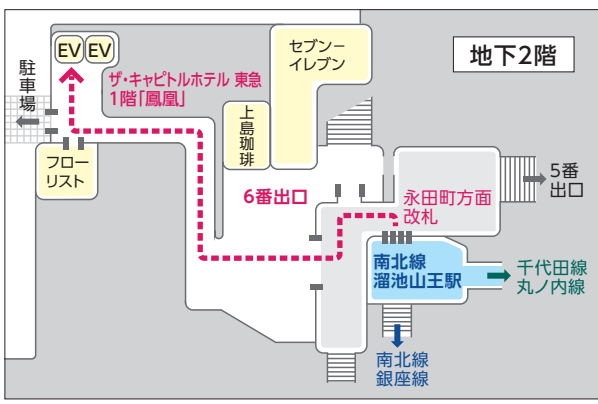 EV
EV
セブン－
イレブン
地下2階
駐車場
ザ・キャピトルホテル 東急
1階「鳳凰」
上島珈琲
フロー
リスト
6番出口
永田町方面
改札
5番
出口
南北線
溜池山王駅
千代田線
丸ノ内線
南北線
銀座線